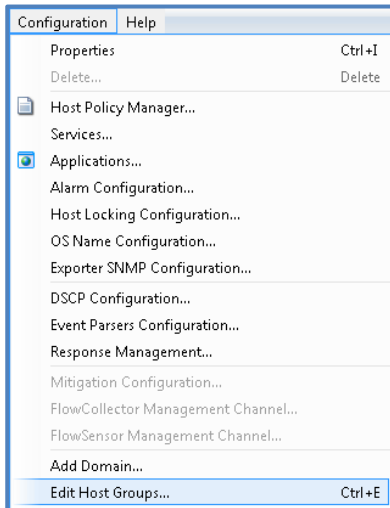 Configuration Help
Properties Ctrl+I
Delete... Delete
Host Policy Manager...
Services...
Applications...
Alarm Configuration...
Host Locking Configuration...
OS Name Configuration...
Exporter SNMP Configuration...
DSCP Configuration...
Event Parsers Configuration...
Response Management...
Mitigation Configuration...
FlowCollector Management Channel...
FlowSensor Management Channel...
Add Domain...
Edit Host Groups... Ctrl+E